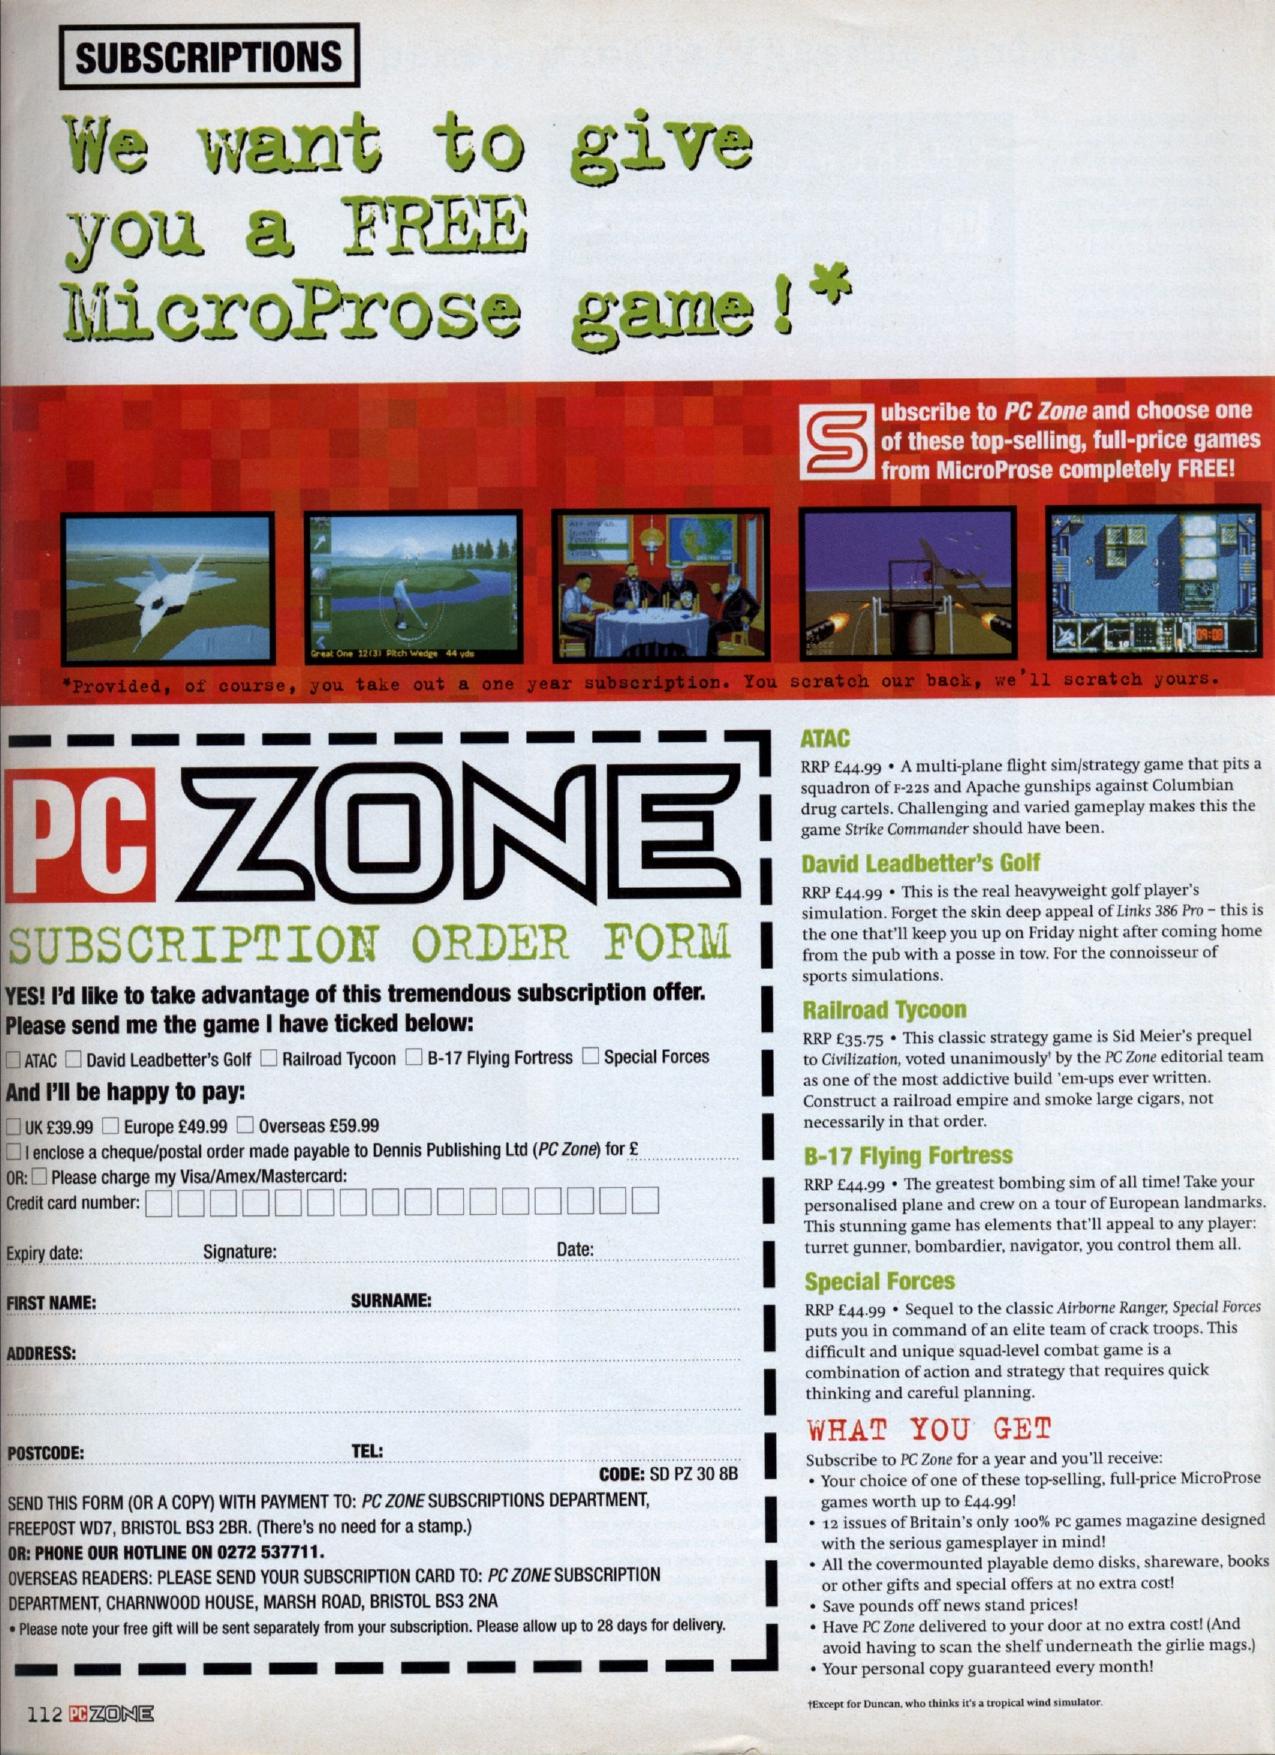 SUBSCRIPTIONS
We want to give
you a FREE
MicroProse game!*
Subscribe to PC Zone and choose one
of these top-selling, full-price games
from MicroProse completely FREE!
Great One 12(3) Pitch Wedge 44 yds
09:08
*Provided, of course, you take out a one year subscription. You scratch our back, we'll scratch yours.
PC ZONE
SUBSCRIPTION ORDER FORM
YES! I'd like to take advantage of this tremendous subscription offer.
Please send me the game I have ticked below:
ATAC David Leadbetter's Golf Railroad Tycoon B-17 Flying Fortress Special Forces
And I'll be happy to pay:
UK £39.99 Europe £49.99 Overseas £59.99
I enclose a cheque/postal order made payable to Dennis Publishing Ltd (PC Zone) for £
OR: Please charge my Visa/Amex/Mastercard:
Credit card number:
Expiry date: Signature: Date:
FIRST NAME: SURNAME:
ADDRESS:
POSTCODE: TEL:
CODE: SD PZ 30 8B
SEND THIS FORM (OR A COPY) WITH PAYMENT TO: PC ZONE SUBSCRIPTIONS DEPARTMENT,
FREEPOST WD7, BRISTOL BS3 2BR. (There's no need for a stamp.)
OR: PHONE OUR HOTLINE ON 0272 537711.
OVERSEAS READERS: PLEASE SEND YOUR SUBSCRIPTION CARD TO: PC ZONE SUBSCRIPTION
DEPARTMENT, CHARNWOOD HOUSE, MARSH ROAD, BRISTOL BS3 2NA
• Please note your free gift will be sent separately from your subscription. Please allow up to 28 days for delivery.
ATAC
RRP £44.99 • A multi-plane flight sim/strategy game that pits a
squadron of F-22s and Apache gunships against Columbian
drug cartels. Challenging and varied gameplay makes this the
game Strike Commander should have been.
David Leadbetter's Golf
RRP £44.99 • This is the real heavyweight golf player's
simulation. Forget the skin deep appeal of Links 386 Pro – this is
the one that'll keep you up on Friday night after coming home
from the pub with a posse in tow. For the connoisseur of
sports simulations.
Railroad Tycoon
RRP £35.75 • This classic strategy game is Sid Meier's prequel
to Civilization, voted unanimously† by the PC Zone editorial team
as one of the most addictive build 'em-ups ever written.
Construct a railroad empire and smoke large cigars, not
necessarily in that order.
B-17 Flying Fortress
RRP £44.99 • The greatest bombing sim of all time! Take your
personalised plane and crew on a tour of European landmarks.
This stunning game has elements that'll appeal to any player:
turret gunner, bombardier, navigator, you control them all.
Special Forces
RRP £44.99 • Sequel to the classic Airborne Ranger, Special Forces
puts you in command of an elite team of crack troops. This
difficult and unique squad-level combat game is a
combination of action and strategy that requires quick
thinking and careful planning.
WHAT YOU GET
Subscribe to PC Zone for a year and you'll receive:
• Your choice of one of these top-selling, full-price MicroProse
games worth up to £44.99!
• 12 issues of Britain's only 100% PC games magazine designed
with the serious gamesplayer in mind!
• All the covermounted playable demo disks, shareware, books
or other gifts and special offers at no extra cost!
• Save pounds off news stand prices!
• Have PC Zone delivered to your door at no extra cost! (And
avoid having to scan the shelf underneath the girlie mags.)
• Your personal copy guaranteed every month!
†Except for Duncan, who thinks it's a tropical wind simulator.
112 PC ZONE